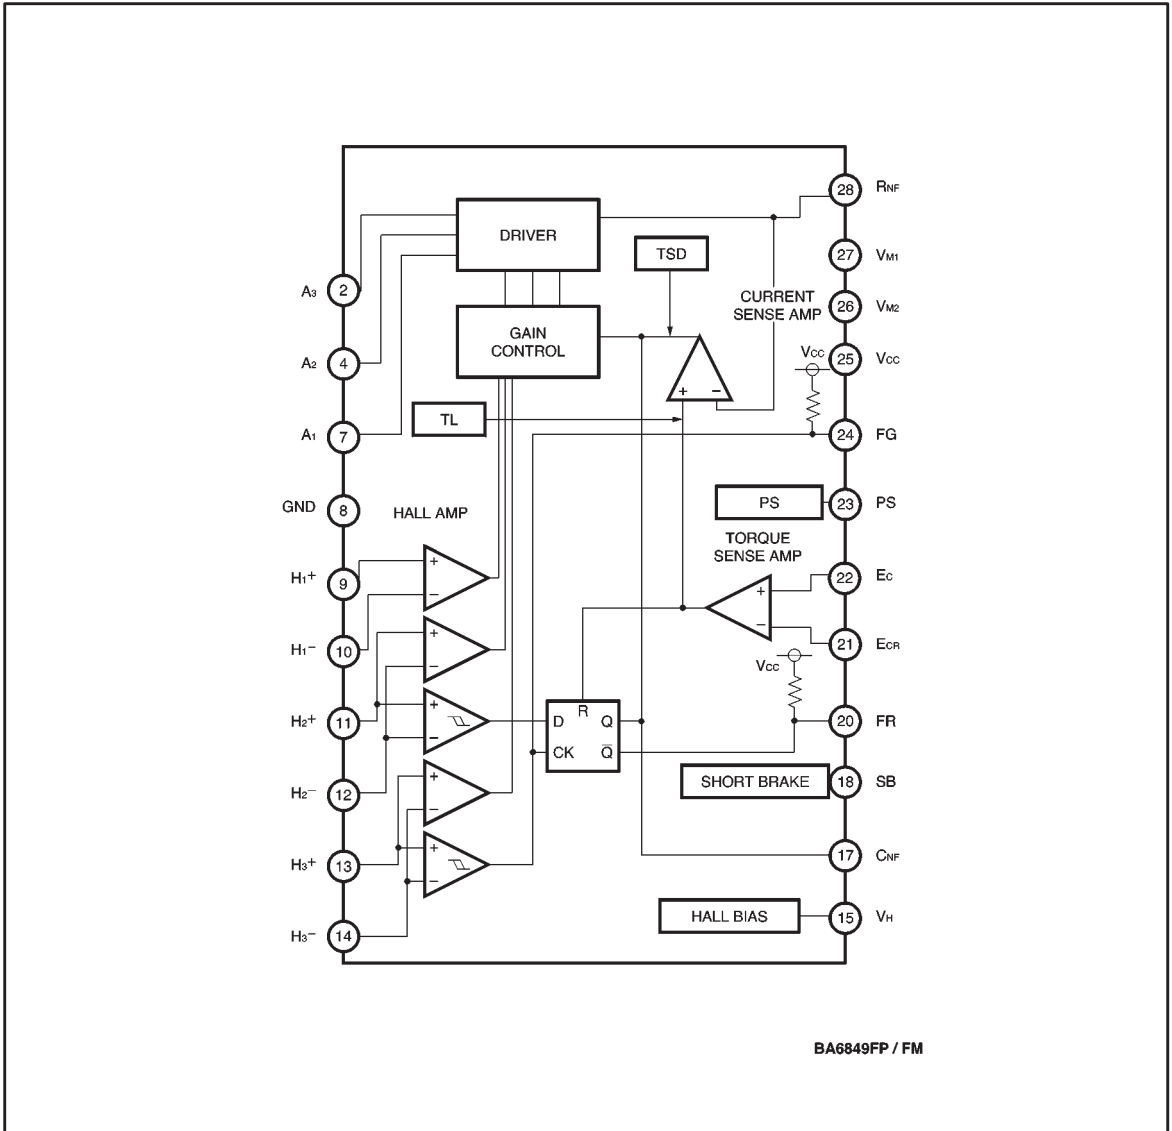 28 RNF
DRIVER
TSD
27 VM1
A3 2
CURRENT
SENSE AMP
26 VM2
GAIN
CONTROL
VCC
25 VCC
A2 4
+ −
TL
A1 7
24 FG
PS
23 PS
GND 8
HALL AMP
TORQUE
SENSE AMP
H1+ 9
+
−
+
−
22 EC
21 ECR
H1− 10
+
−
VCC
H2+ 11
+
−
R
D Q
CK Q̅
20 FR
H2− 12
+
−
SHORT BRAKE
18 SB
H3+ 13
+
−
17 CNF
HALL BIAS
15 VH
H3− 14
BA6849FP / FM